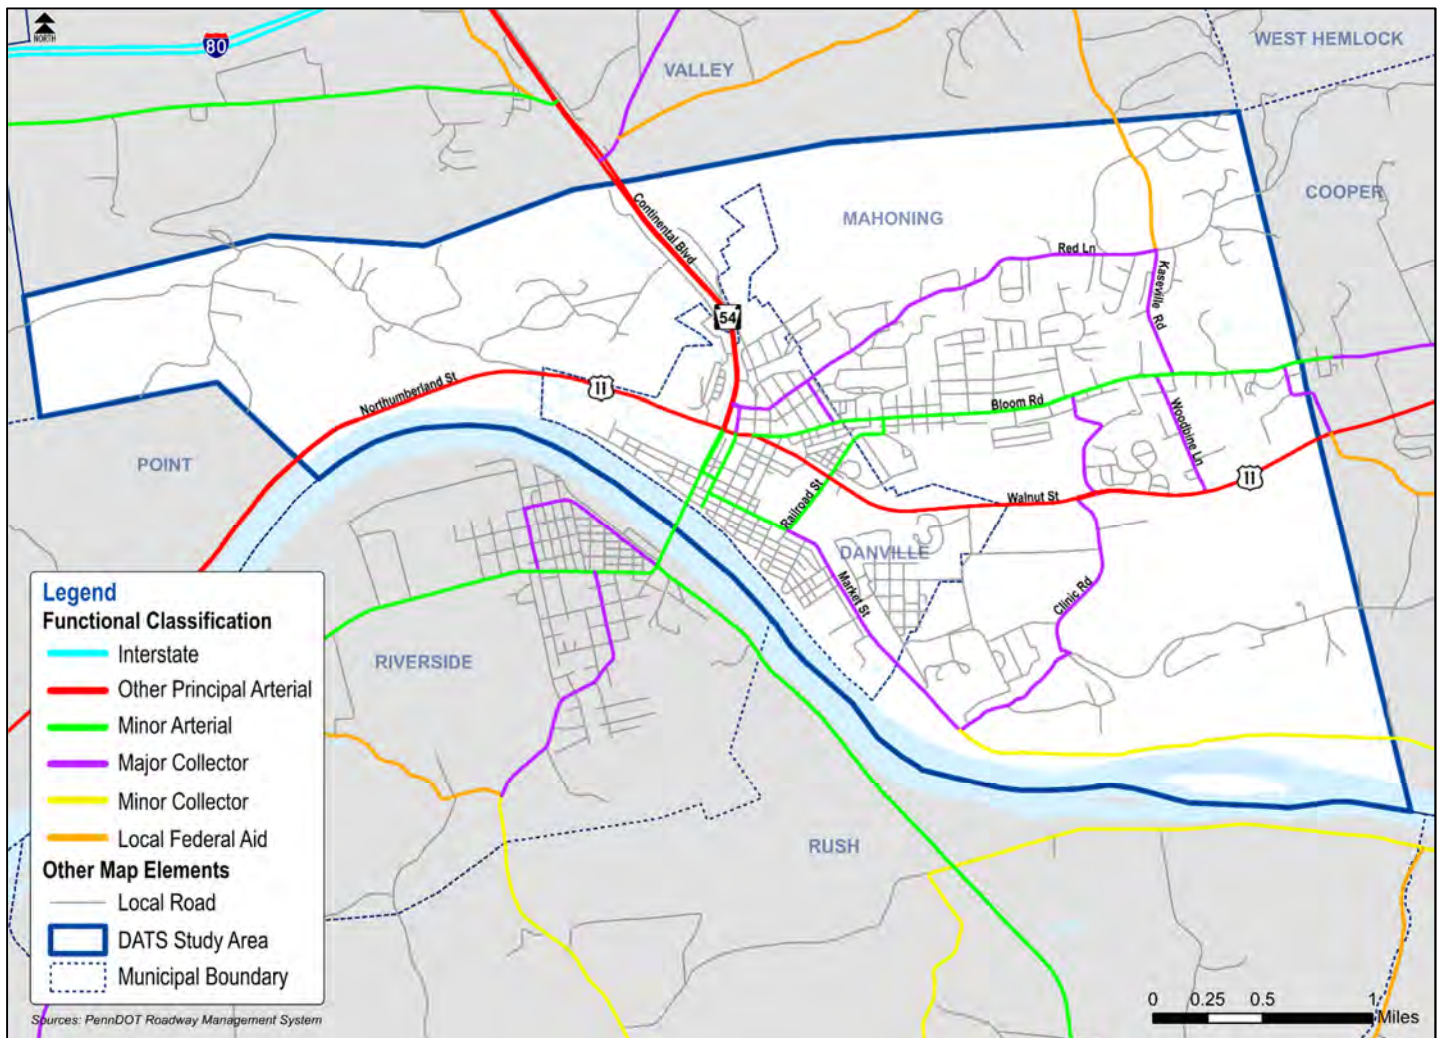 NORTH
80
VALLEY
WEST HEMLOCK
COOPER
MAHONING
Continental Blvd
Red Ln
Kaseville Rd
54
11
Northumberland St
Bloom Rd
Woodbine Ln
POINT
11
Walnut St
Railroad St
DANVILLE
Market St
Clinic Rd
RIVERSIDE
RUSH
Legend
Functional Classification
Interstate
Other Principal Arterial
Minor Arterial
Major Collector
Minor Collector
Local Federal Aid
Other Map Elements
Local Road
DATS Study Area
Municipal Boundary
Sources: PennDOT Roadway Management System
0 0.25 0.5 1
Miles